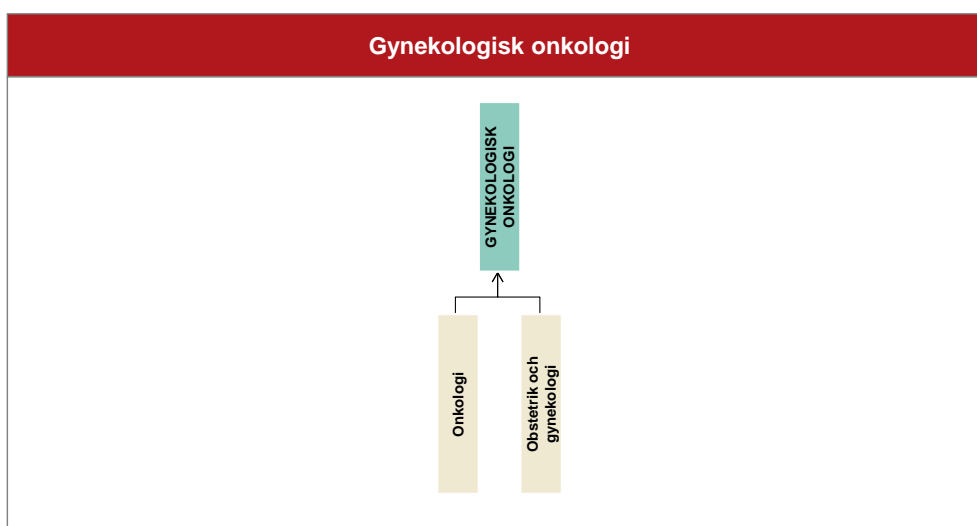 Gynekologisk onkologi
GYNEKOLOGISK
ONKOLOGI
Onkologi
Obstetrik och
gynekologi